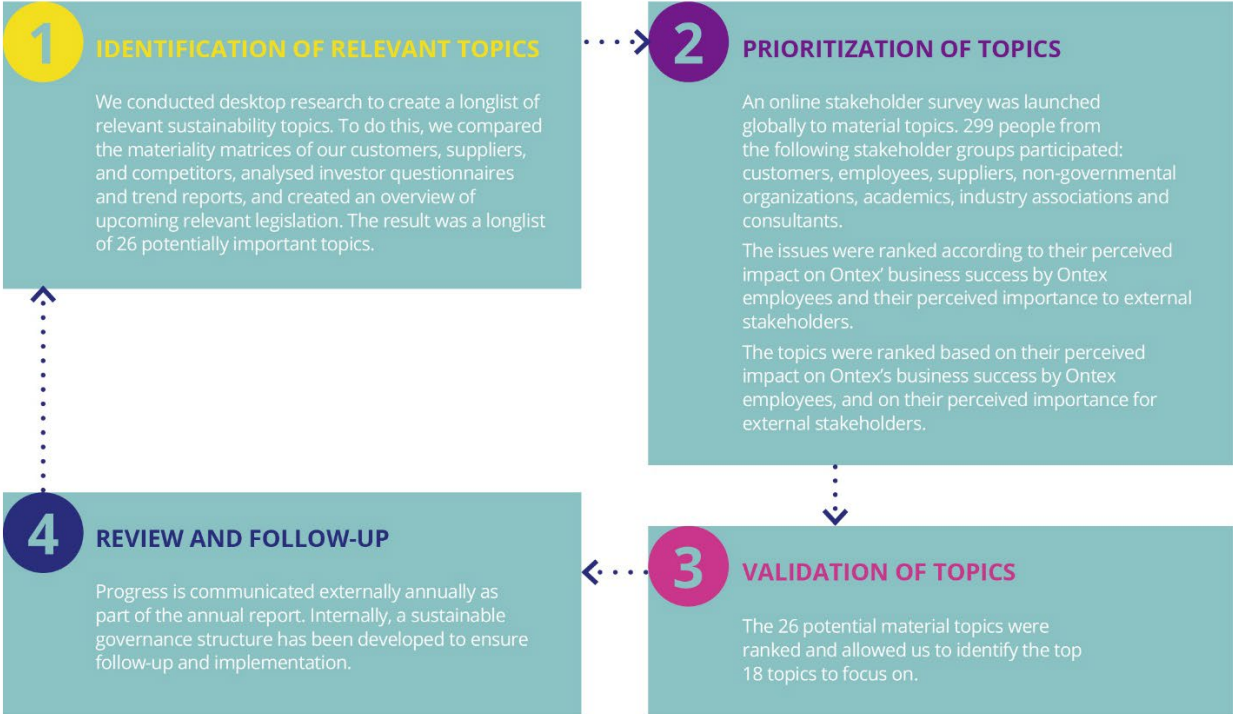 1
IDENTIFICATION OF RELEVANT TOPICS
We conducted desktop research to create a longlist of
relevant sustainability topics. To do this, we compared
the materiality matrices of our customers, suppliers,
and competitors, analysed investor questionnaires
and trend reports, and created an overview of
upcoming relevant legislation. The result was a longlist
of 26 potentially important topics.
2
PRIORITIZATION OF TOPICS
An online stakeholder survey was launched
globally to material topics. 299 people from
the following stakeholder groups participated:
customers, employees, suppliers, non-governmental
organizations, academics, industry associations and
consultants.
The issues were ranked according to their perceived
impact on Ontex’ business success by Ontex
employees and their perceived importance to external
stakeholders.
The topics were ranked based on their perceived
impact on Ontex’s business success by Ontex
employees, and on their perceived importance for
external stakeholders.
3
VALIDATION OF TOPICS
The 26 potential material topics were
ranked and allowed us to identify the top
18 topics to focus on.
4
REVIEW AND FOLLOW-UP
Progress is communicated externally annually as
part of the annual report. Internally, a sustainable
governance structure has been developed to ensure
follow-up and implementation.